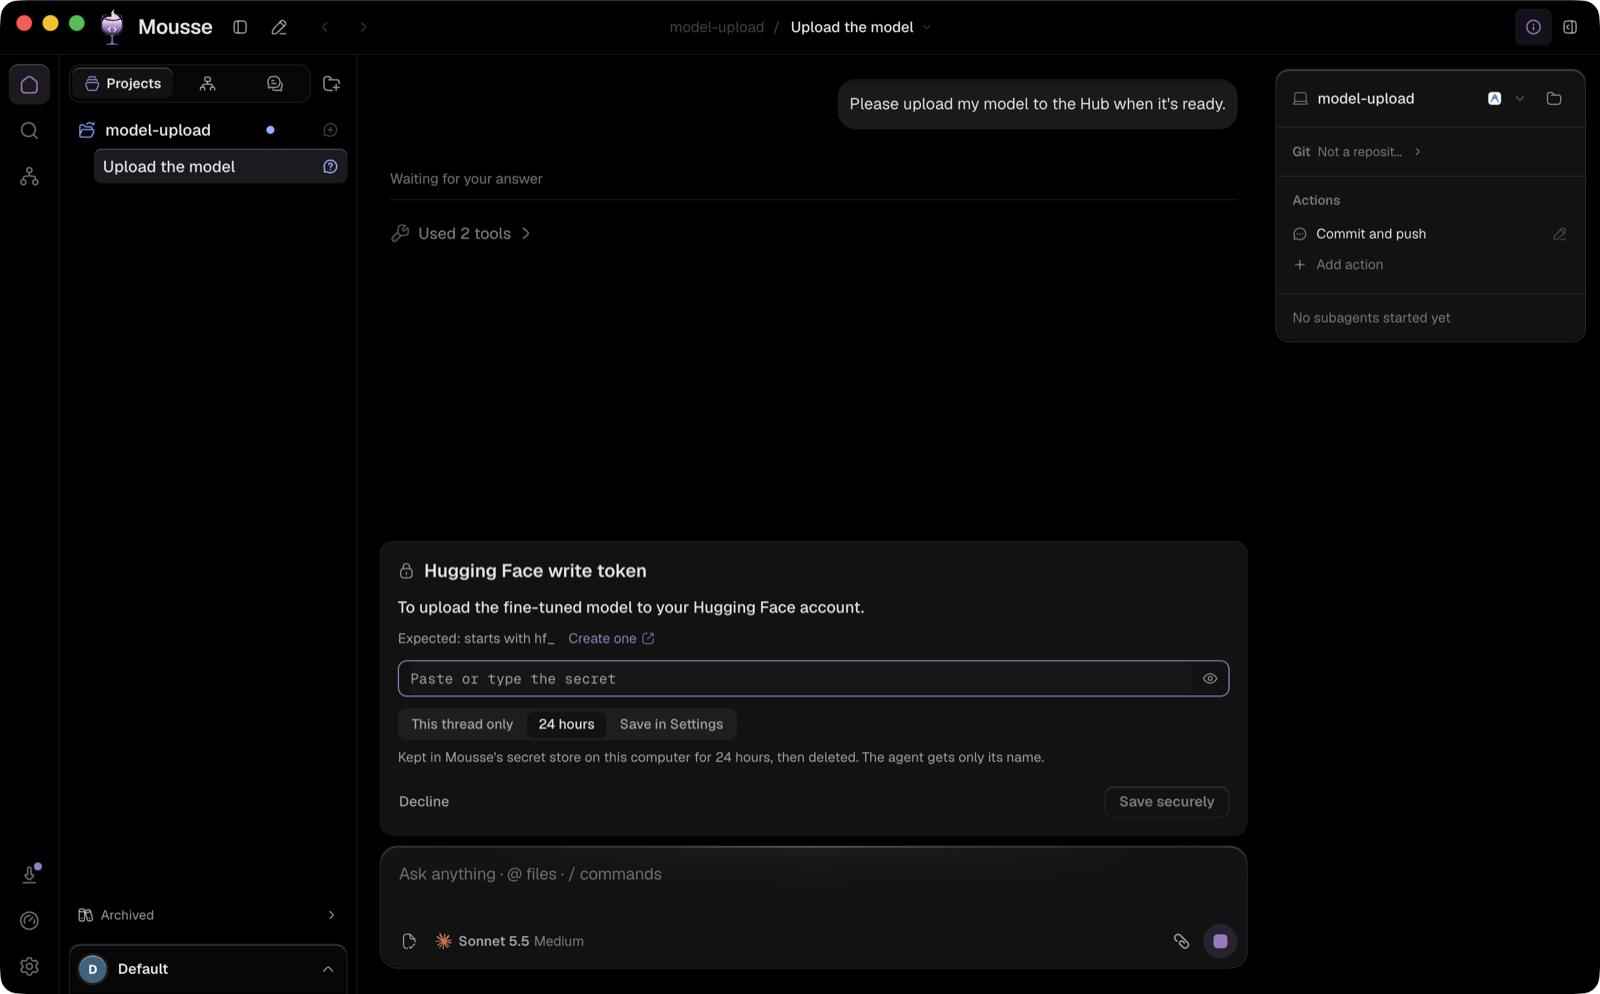 Mousse
model-upload / Upload the model
Projects
model-upload
Upload the model
Archived
D Default
Please upload my model to the Hub when it's ready.
Waiting for your answer
Used 2 tools
Hugging Face write token
To upload the fine-tuned model to your Hugging Face account.
Expected: starts with hf_ Create one
Paste or type the secret
This thread only 24 hours Save in Settings
Kept in Mousse's secret store on this computer for 24 hours, then deleted. The agent gets only its name.
Decline Save securely
Ask anything · @ files · / commands
Sonnet 5.5 Medium
model-upload
Git Not a reposit...
Actions
Commit and push
Add action
No subagents started yet